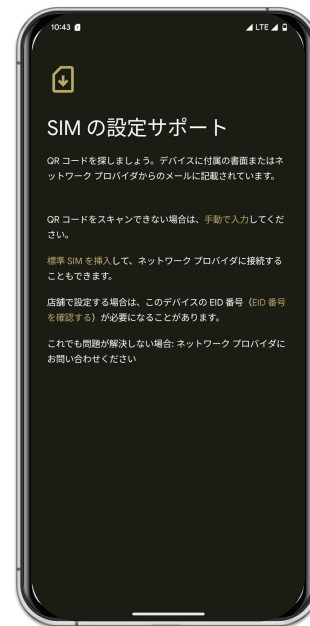 10:43
LTE
SIM の設定サポート
QR コードを探しましょう。デバイスに付属の書面またはネ
ットワーク プロバイダからのメールに記載されています。
QR コードをスキャンできない場合は、手動で入力してくだ
さい。
標準 SIM を挿入して、ネットワーク プロバイダに接続する
こともできます。
店舗で設定する場合は、このデバイスの EID 番号（EID 番号
を確認する）が必要になることがあります。
これでも問題が解決しない場合: ネットワーク プロバイダに
お問い合わせください